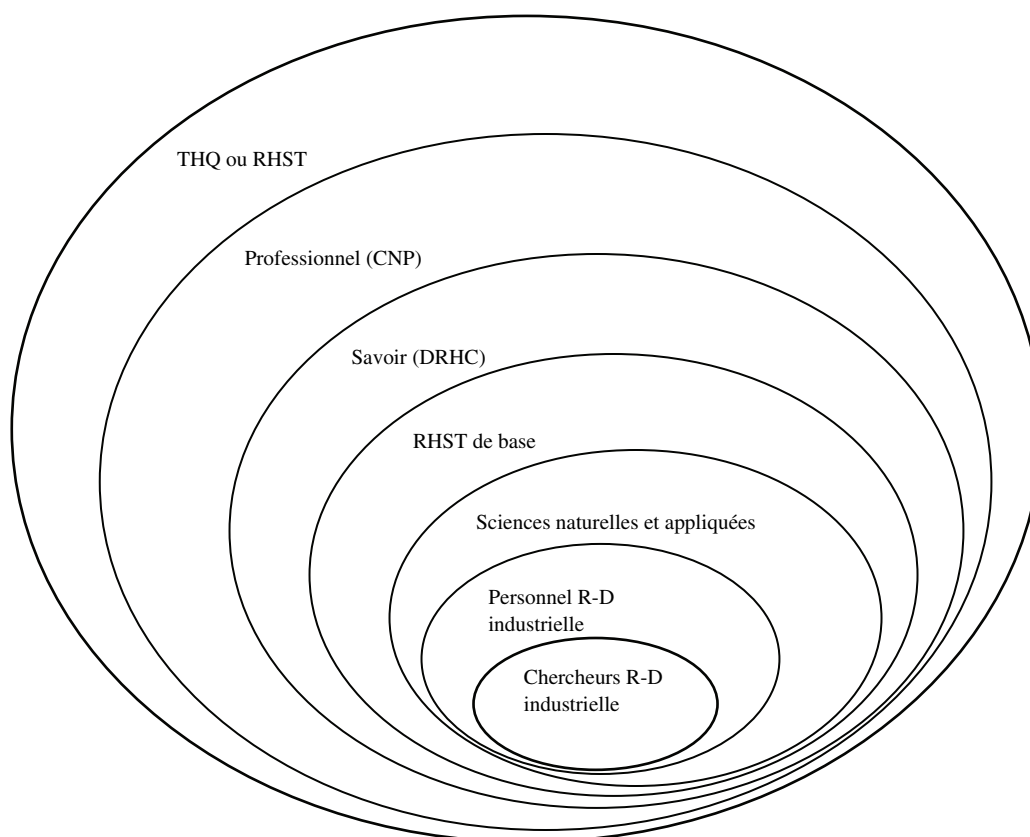 THQ ou RHST
Professionnel (CNP)
Savoir (DRHC)
RHST de base
Sciences naturelles et appliquées
Personnel R-D
industrielle
Chercheurs R-D
industrielle